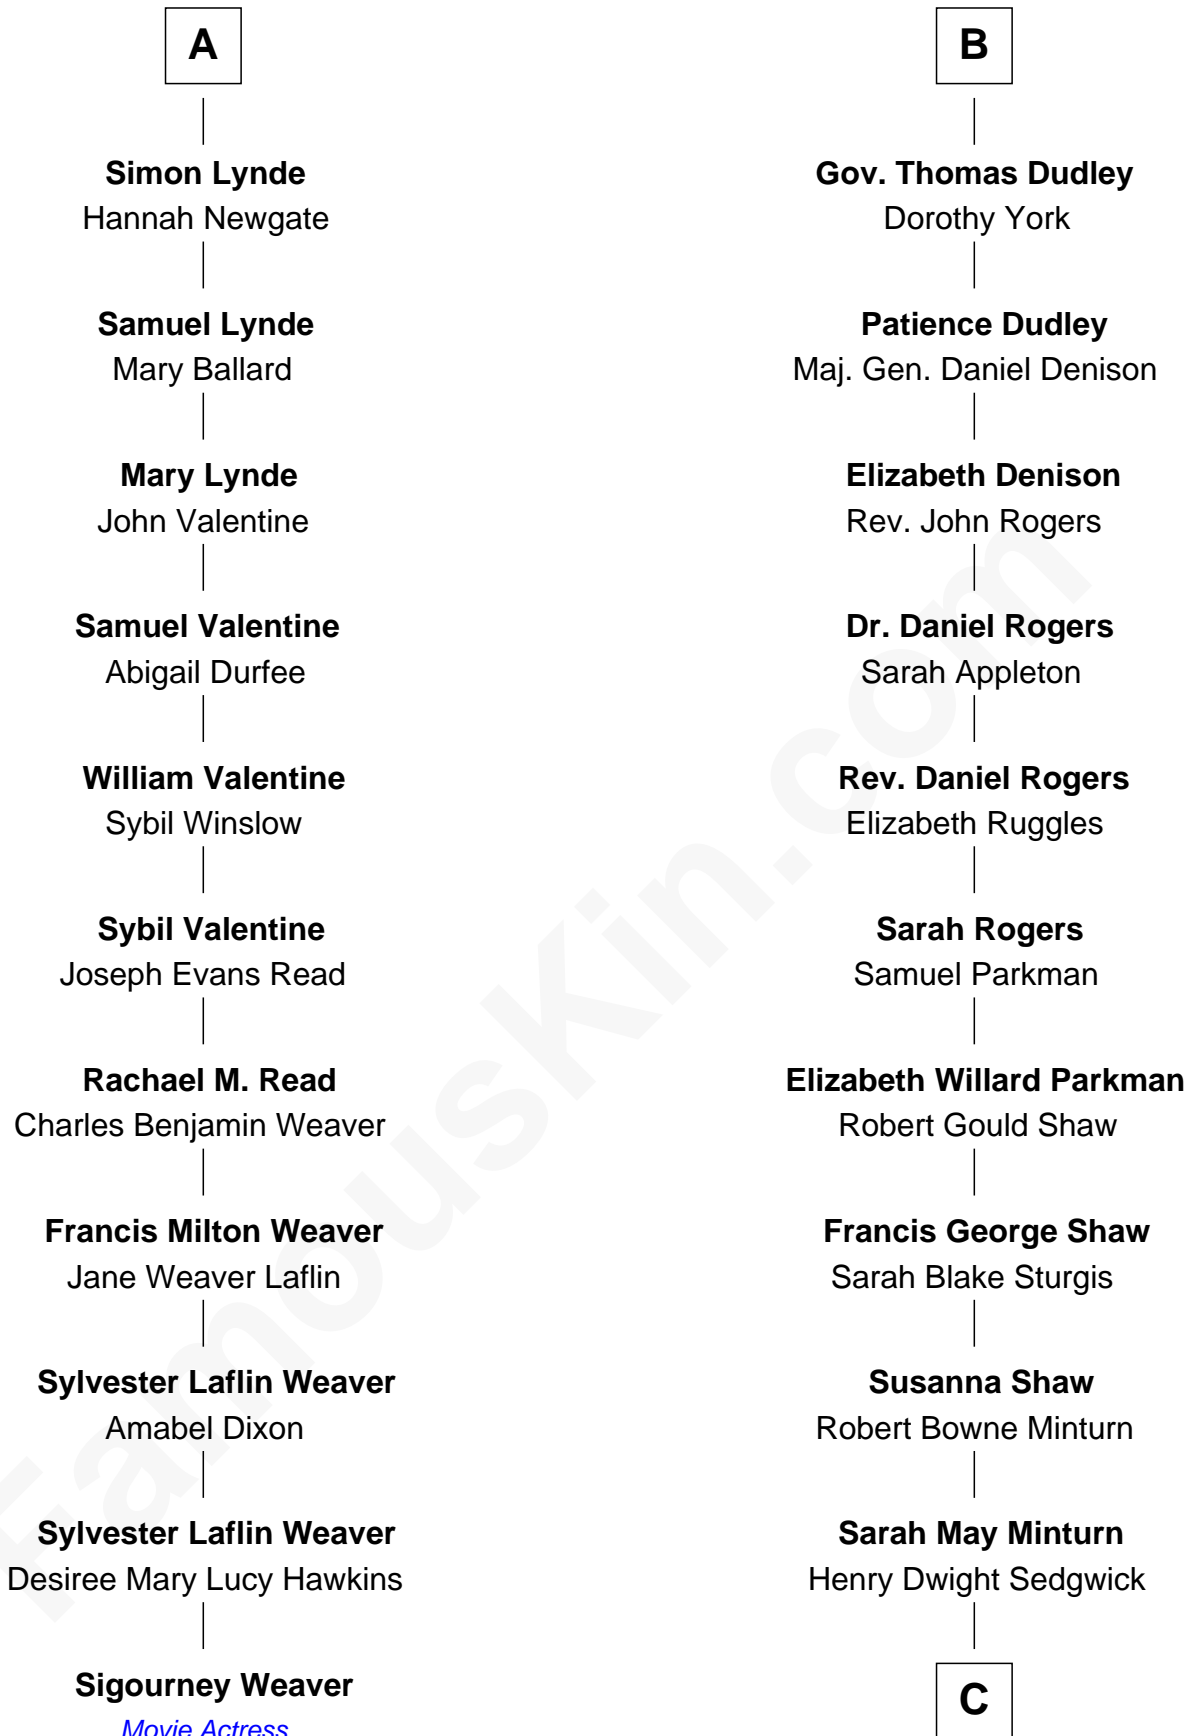 A
Simon Lynde
Hannah Newgate
Samuel Lynde
Mary Ballard
Mary Lynde
John Valentine
Samuel Valentine
Abigail Durfee
William Valentine
Sybil Winslow
Sybil Valentine
Joseph Evans Read
Rachael M. Read
Charles Benjamin Weaver
Francis Milton Weaver
Jane Weaver Laflin
Sylvester Laflin Weaver
Amabel Dixon
Sylvester Laflin Weaver
Desiree Mary Lucy Hawkins
Sigourney Weaver
Movie Actress
B
Gov. Thomas Dudley
Dorothy York
Patience Dudley
Maj. Gen. Daniel Denison
Elizabeth Denison
Rev. John Rogers
Dr. Daniel Rogers
Sarah Appleton
Rev. Daniel Rogers
Elizabeth Ruggles
Sarah Rogers
Samuel Parkman
Elizabeth Willard Parkman
Robert Gould Shaw
Francis George Shaw
Sarah Blake Sturgis
Susanna Shaw
Robert Bowne Minturn
Sarah May Minturn
Henry Dwight Sedgwick
C
FamousKin.com